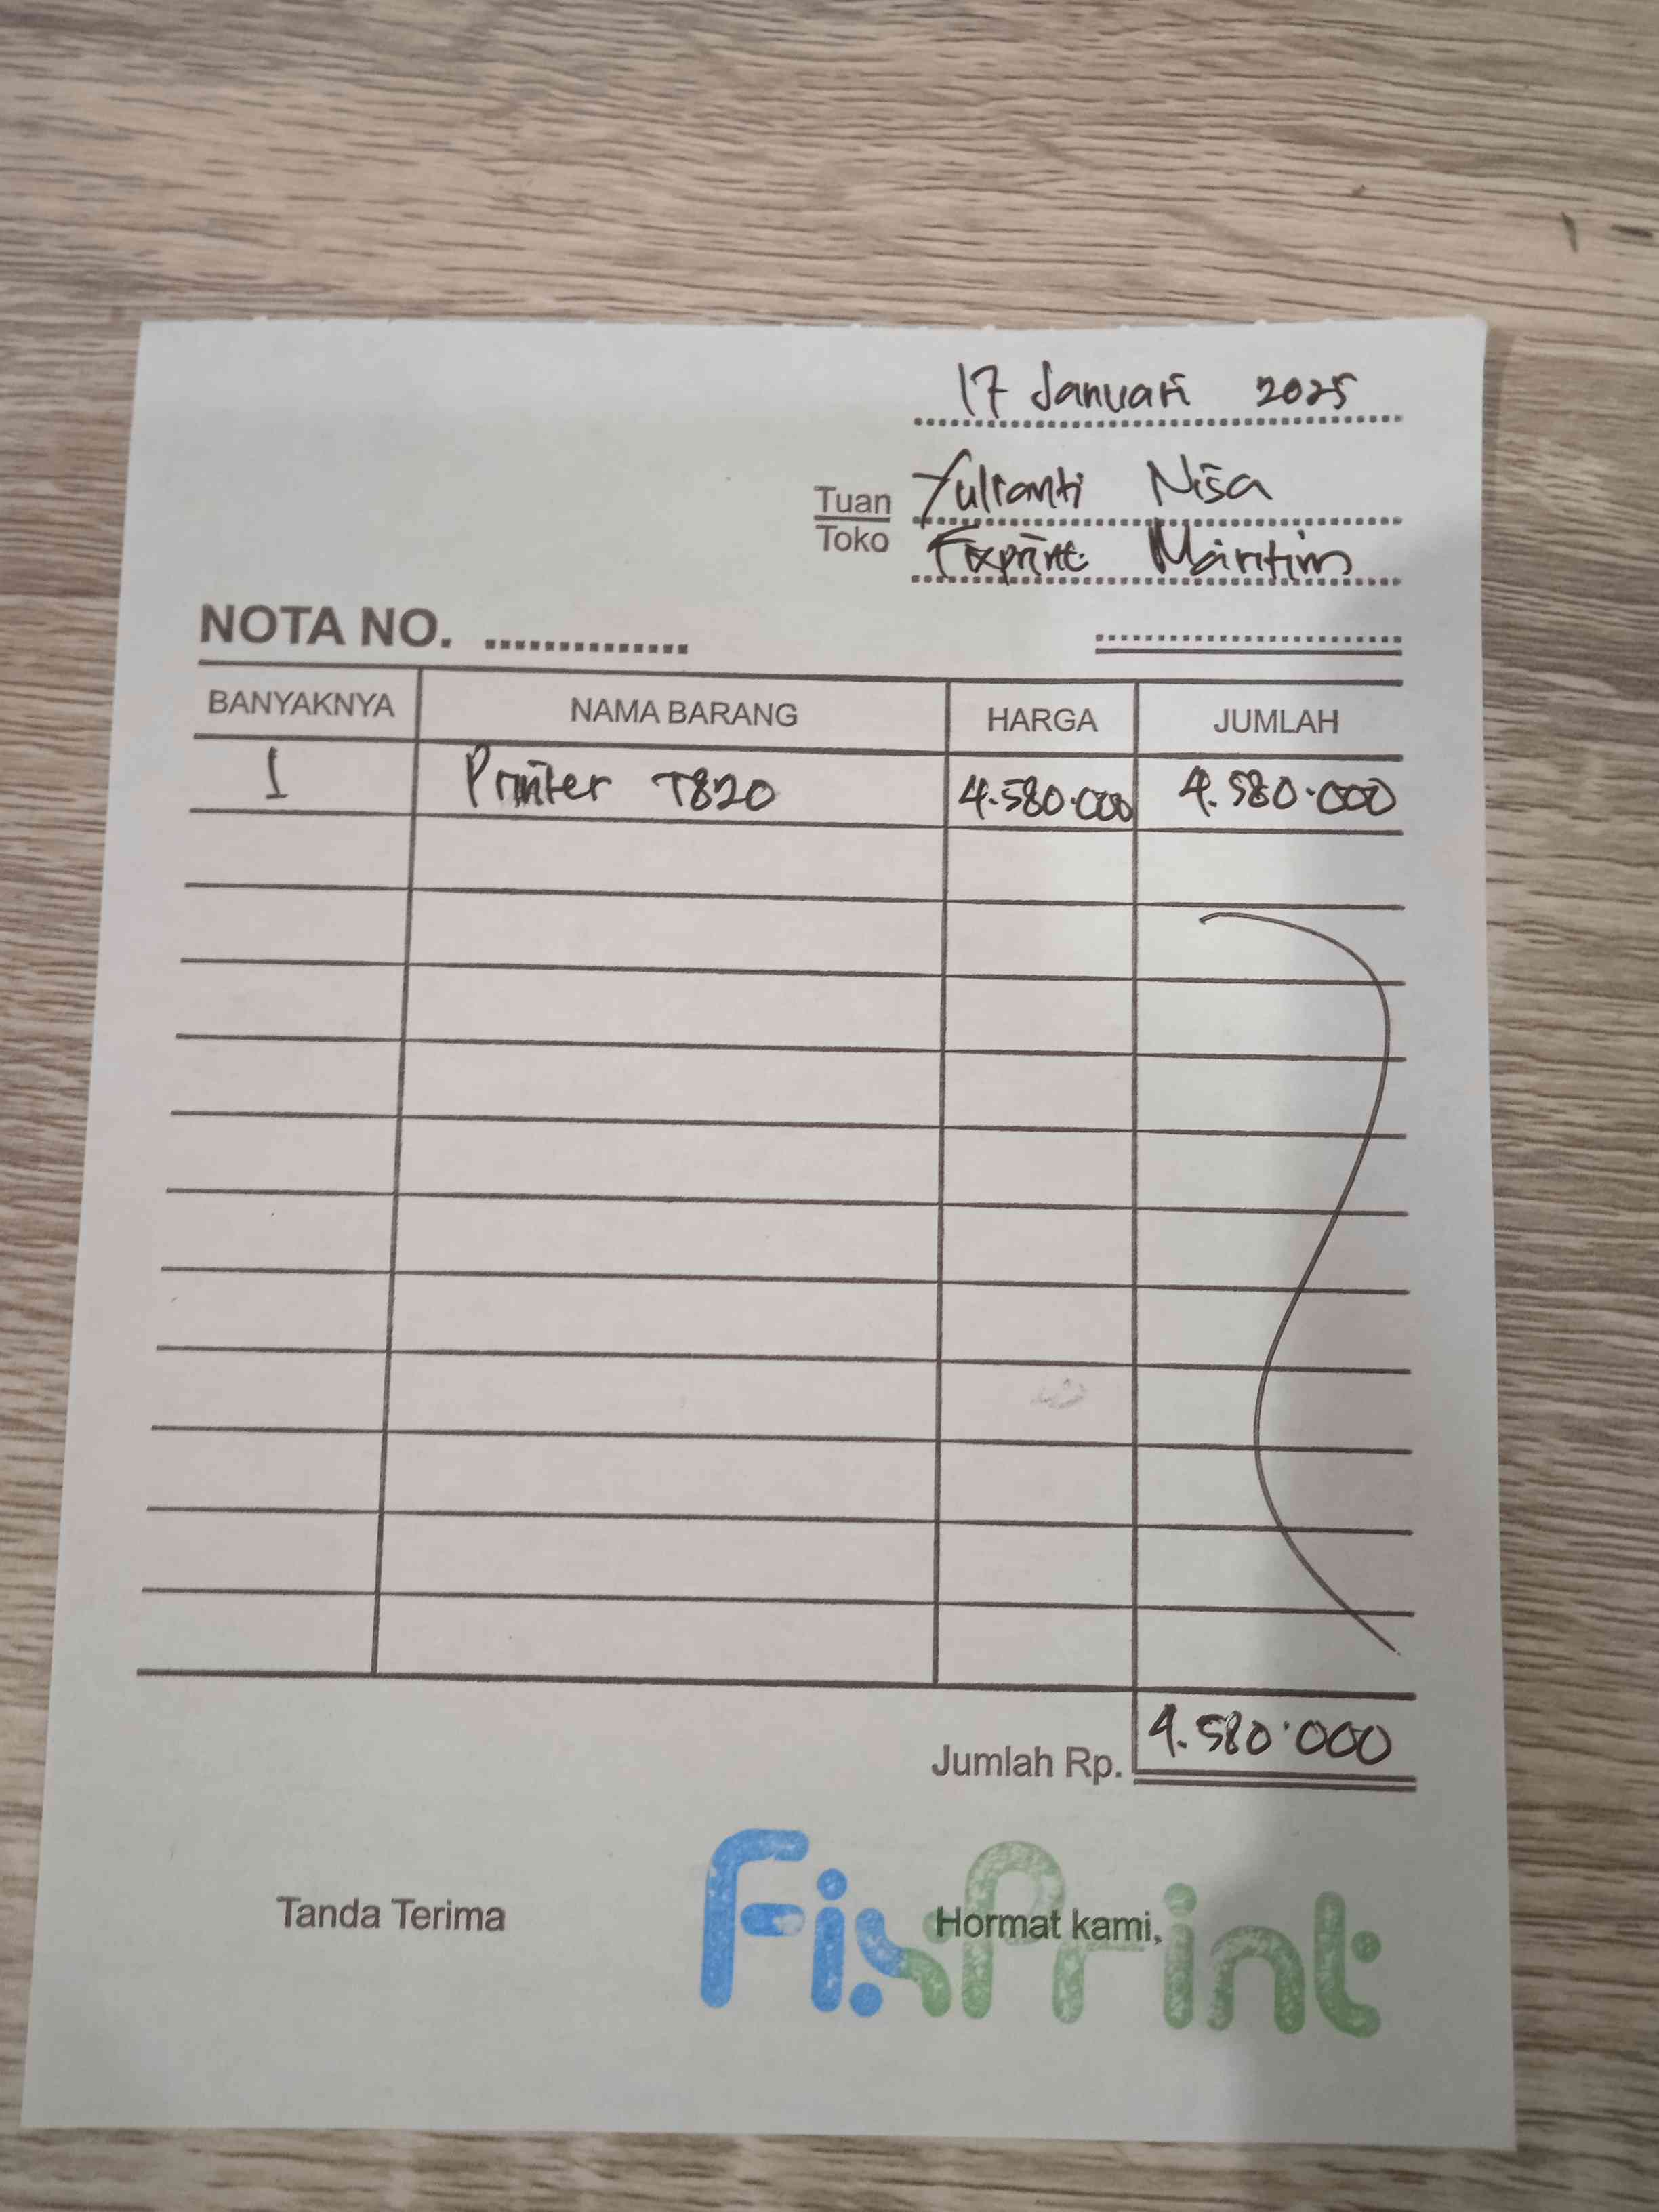 17 Januari 2025
Tuan Yulianti Nisa
Toko Fixprint Maritim
NOTA NO. ..............
BANYAKNYA NAMA BARANG HARGA JUMLAH
1 Printer T820 4.580.000 4.580.000
Jumlah Rp. 4.580.000
Tanda Terima Hormat kami,
FixPrint